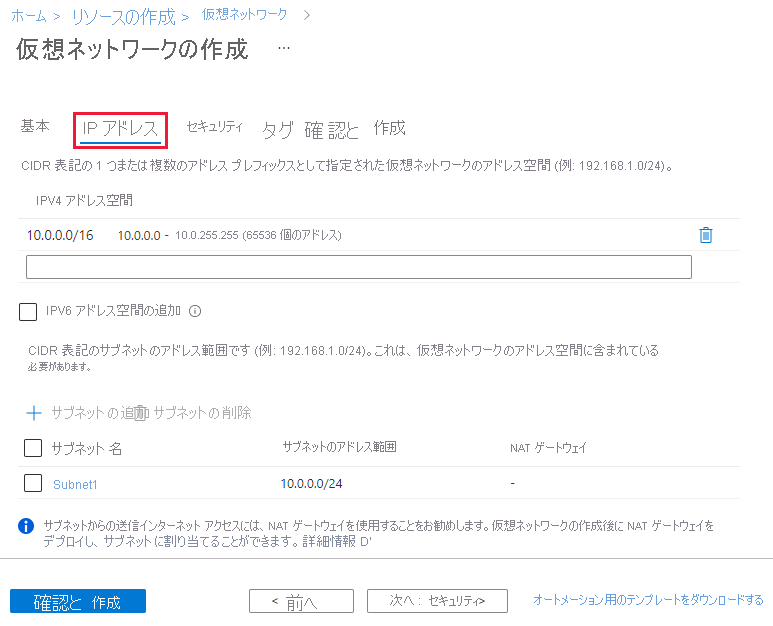 ホーム > リソースの作成 > 仮想ネットワーク >
仮想ネットワークの作成 …
基本 IP アドレス セキュリティ タグ 確認と 作成
CIDR 表記の 1 つまたは複数のアドレス プレフィックスとして指定された仮想ネットワークのアドレス空間 (例: 192.168.1.0/24)。
IPV4 アドレス空間
10.0.0.0/16 10.0.0.0 - 10.0.255.255 (65536 個のアドレス)
IPV6 アドレス空間の追加
CIDR 表記のサブネットのアドレス範囲です (例: 192.168.1.0/24)。これは、仮想ネットワークのアドレス空間に含まれている
必要があります。
+ サブネットの追加 サブネットの削除
サブネット 名 サブネットのアドレス範囲 NAT ゲートウェイ
Subnet1 10.0.0.0/24 -
サブネットからの送信インターネット アクセスには、NAT ゲートウェイを使用することをお勧めします。仮想ネットワークの作成後に NAT ゲートウェイを
デプロイし、サブネットに割り当てることができます。詳細情報 D'
確認と 作成 < 前へ 次へ : セキュリティ> オートメーション用のテンプレートをダウンロードする